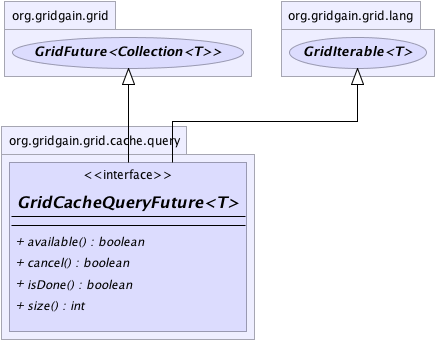 org.gridgain.grid
GridFuture<Collection<T>>
org.gridgain.grid.lang
GridIterable<T>
org.gridgain.grid.cache.query
<<interface>>
GridCacheQueryFuture<T>
+ available() : boolean
+ cancel() : boolean
+ isDone() : boolean
+ size() : int